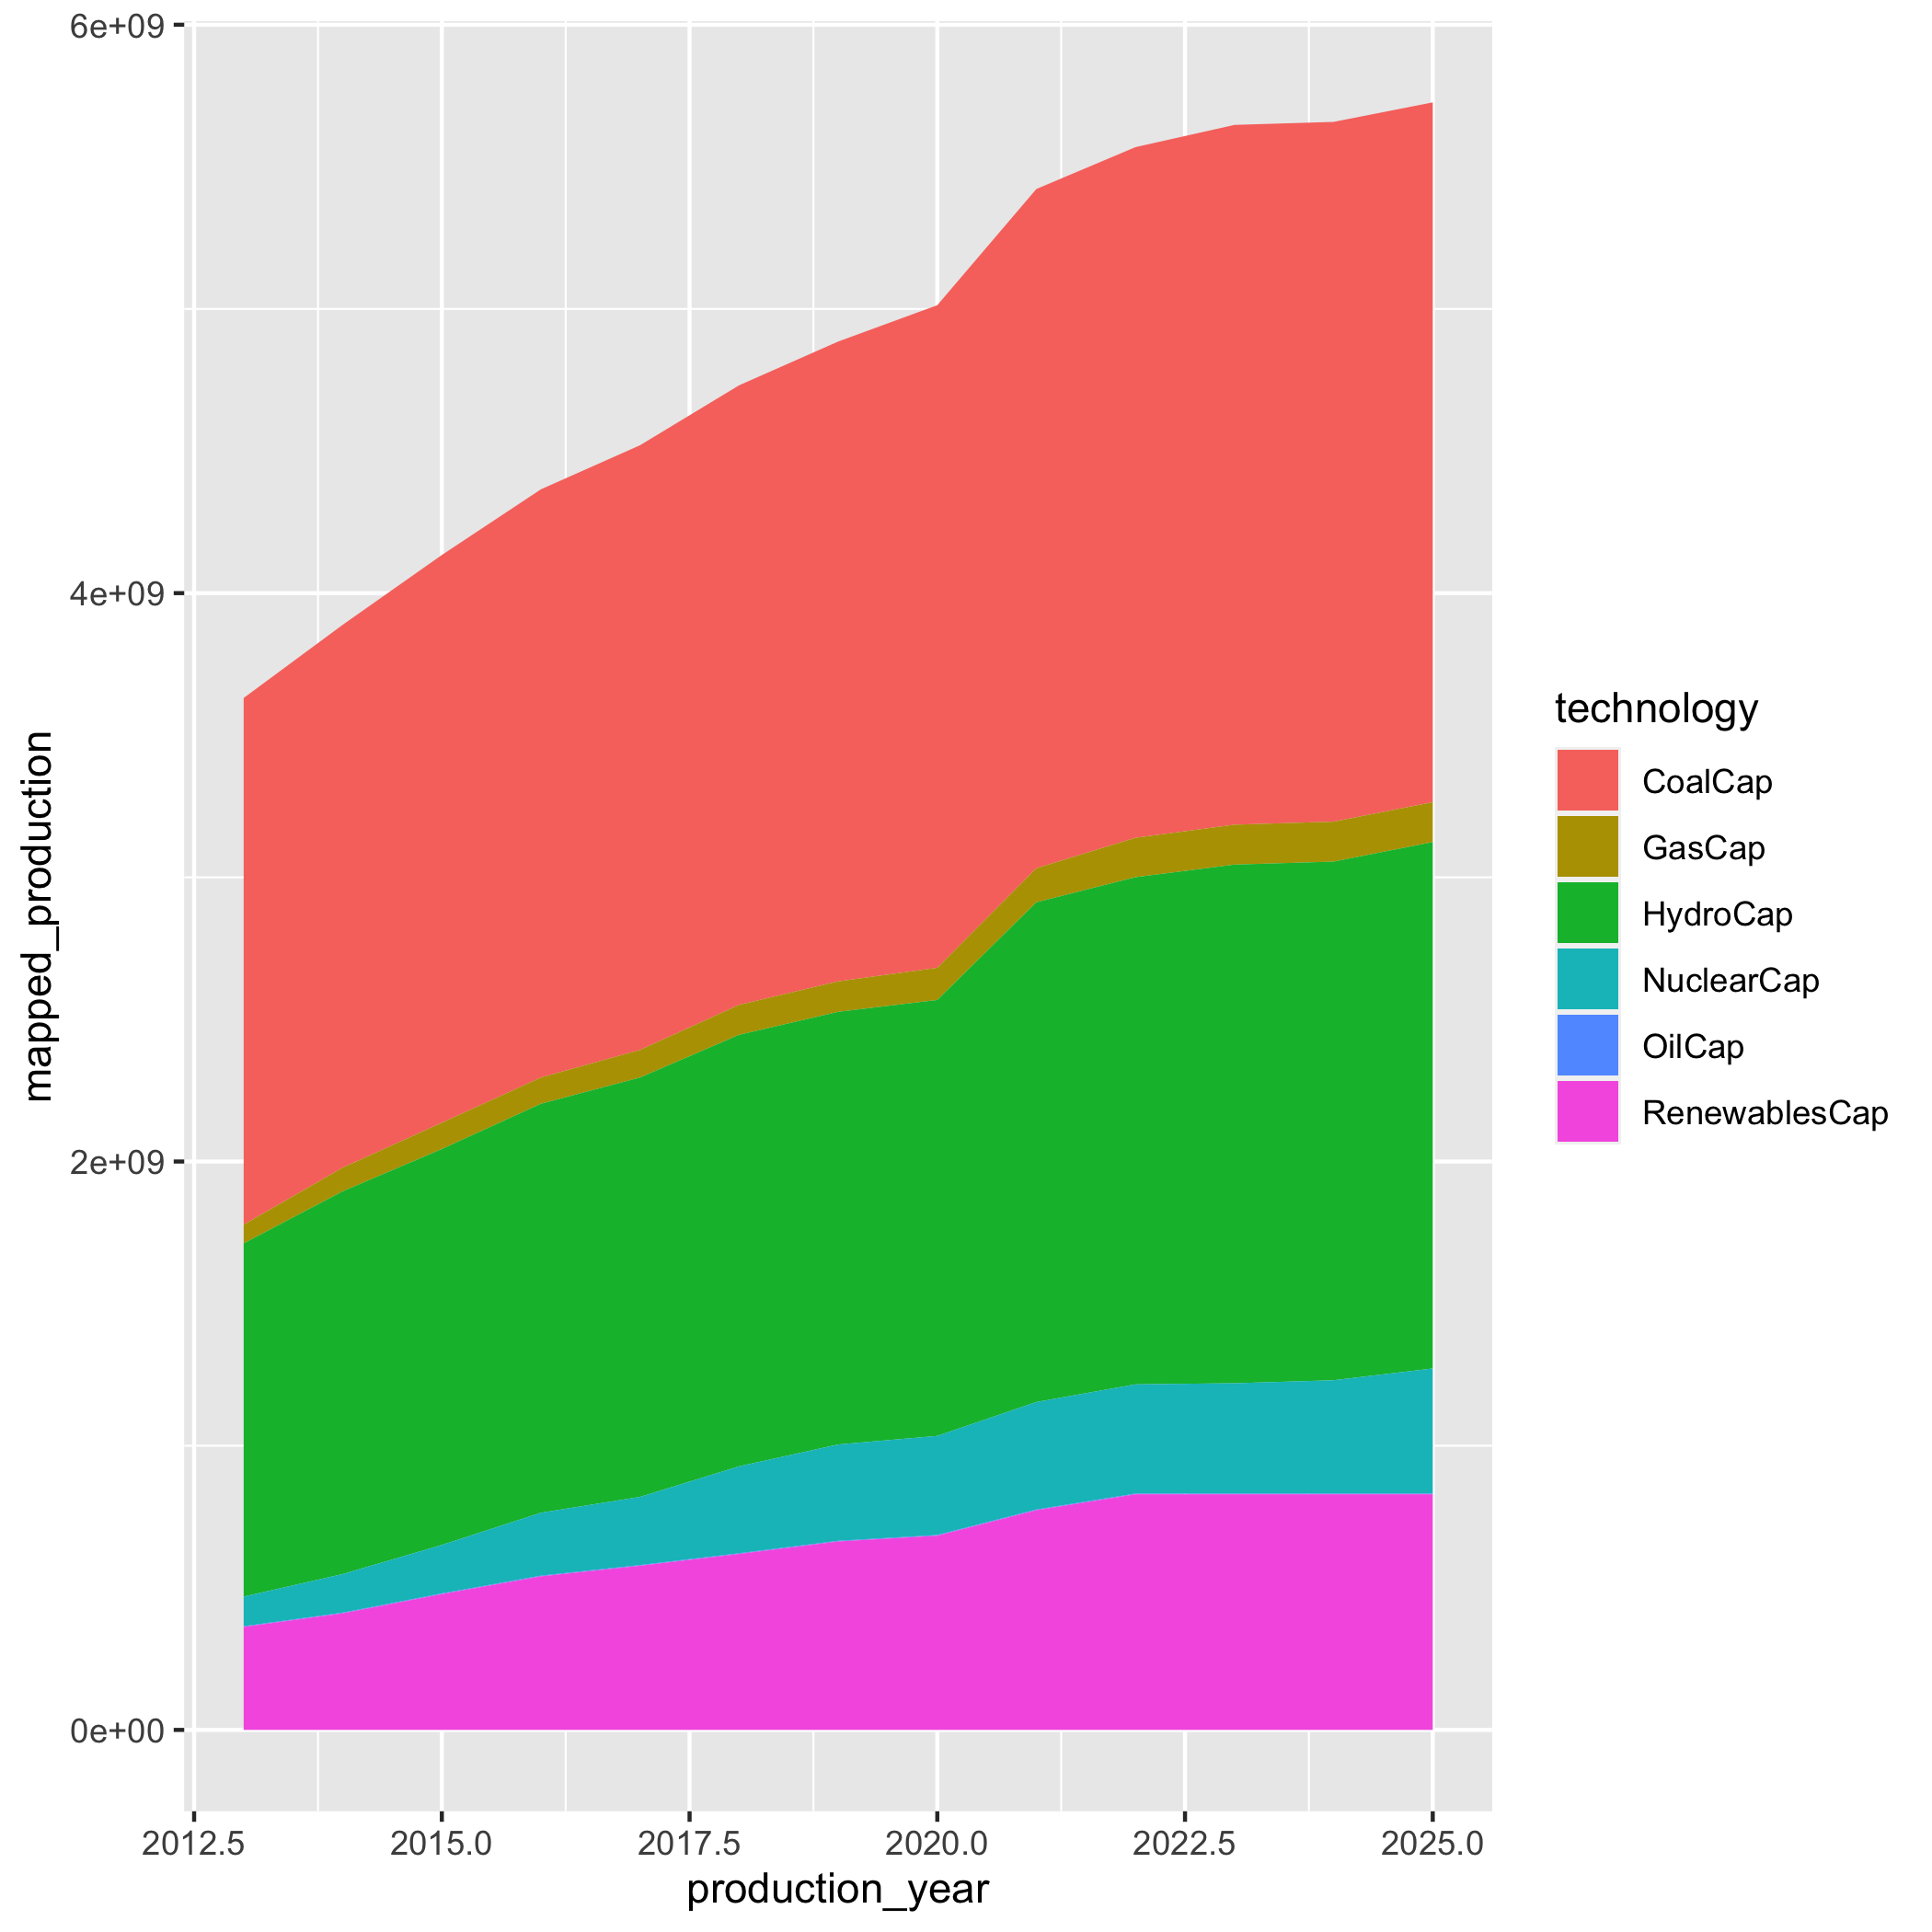 6e+09
4e+09
2e+09
0e+00
mapped_production
2012.5 2015.0 2017.5 2020.0 2022.5 2025.0
production_year
technology
CoalCap
GasCap
HydroCap
NuclearCap
OilCap
RenewablesCap